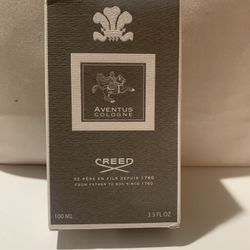 AVENTUS
COLOGNE
CREED
DE PÈRE EN FILS DEPUIS 1760
FROM FATHER TO SON SINCE 1760
100 ML 3.3 FL.OZ